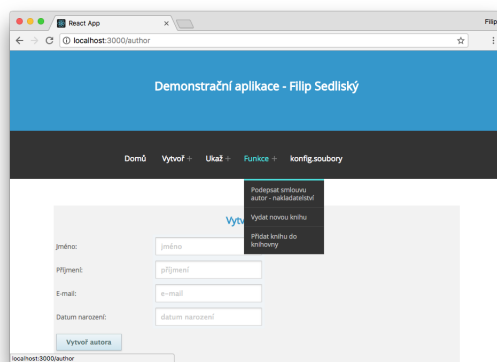 React App
Filip
localhost:3000/author
Demonstrační aplikace - Filip Sedliský
Domů Vytvoř + Ukaž + Funkce + konfig.soubory
Podepsat smlouvu
autor - nakladatelství
Vydat novou knihu
Přidat knihu do
knihovny
Jméno: jméno
Příjmení: příjmení
E-mail: e-mail
Datum narození: datum narození
Vytvoř autora
localhost:3000/author